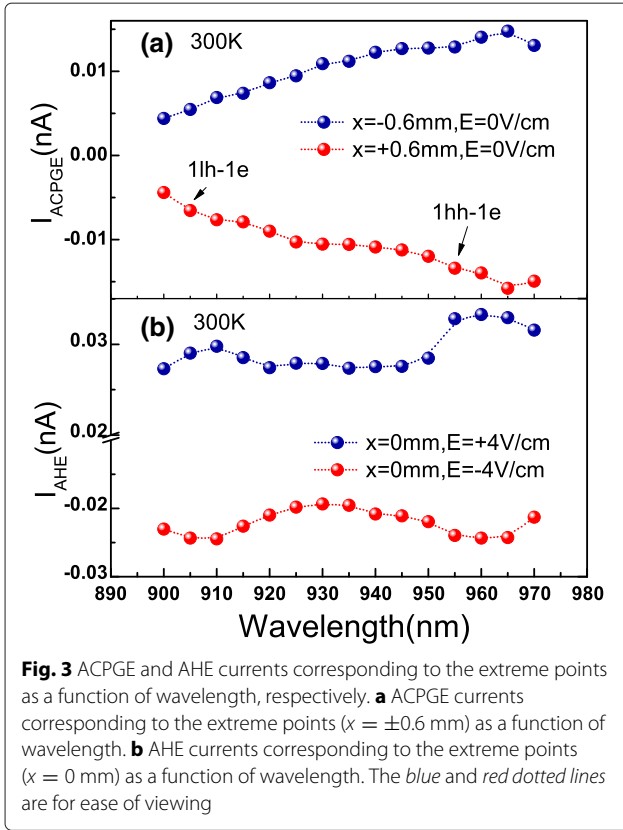 (a) 300K
0.01
0.00
-0.01
I_ACPGE(nA)
x=-0.6mm,E=0V/cm
x=+0.6mm,E=0V/cm
1lh-1e
1hh-1e
(b) 300K
0.03
0.02
-0.02
-0.03
I_AHE(nA)
x=0mm,E=+4V/cm
x=0mm,E=-4V/cm
890 900 910 920 930 940 950 960 970 980
Wavelength(nm)
Fig. 3 ACPGE and AHE currents corresponding to the extreme points
as a function of wavelength, respectively. a ACPGE currents
corresponding to the extreme points (x = ±0.6 mm) as a function of
wavelength. b AHE currents corresponding to the extreme points
(x = 0 mm) as a function of wavelength. The blue and red dotted lines
are for ease of viewing